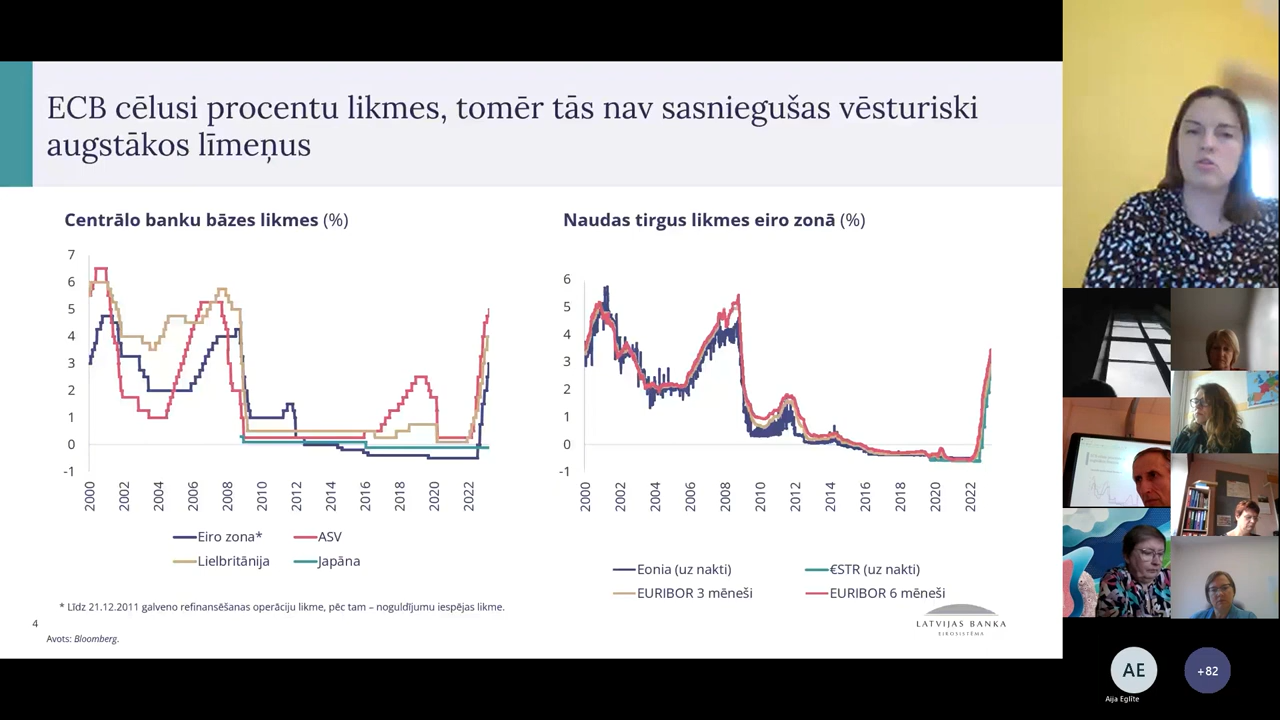 ECB cēlusi procentu likmes, tomēr tās nav sasniegušas vēsturiski
augstākos līmeņus
Centrālo banku bāzes likmes (%)
7
6
5
4
3
2
1
0
-1
2000
2002
2004
2006
2008
2010
2012
2014
2016
2018
2020
2022
Eiro zona*
ASV
Lielbritānija
Japāna
Naudas tirgus likmes eiro zonā (%)
6
5
4
3
2
1
0
-1
2000
2002
2004
2006
2008
2010
2012
2014
2016
2018
2020
2022
Eonia (uz nakti)
€STR (uz nakti)
EURIBOR 3 mēneši
EURIBOR 6 mēneši
* Līdz 21.12.2011 galveno refinansēšanas operāciju likme, pēc tam – noguldījumu iespējas likme.
4
Avots: Bloomberg.
LATVIJAS BANKA
EIROSISTĒMA
AE
Aija Eglīte
+82